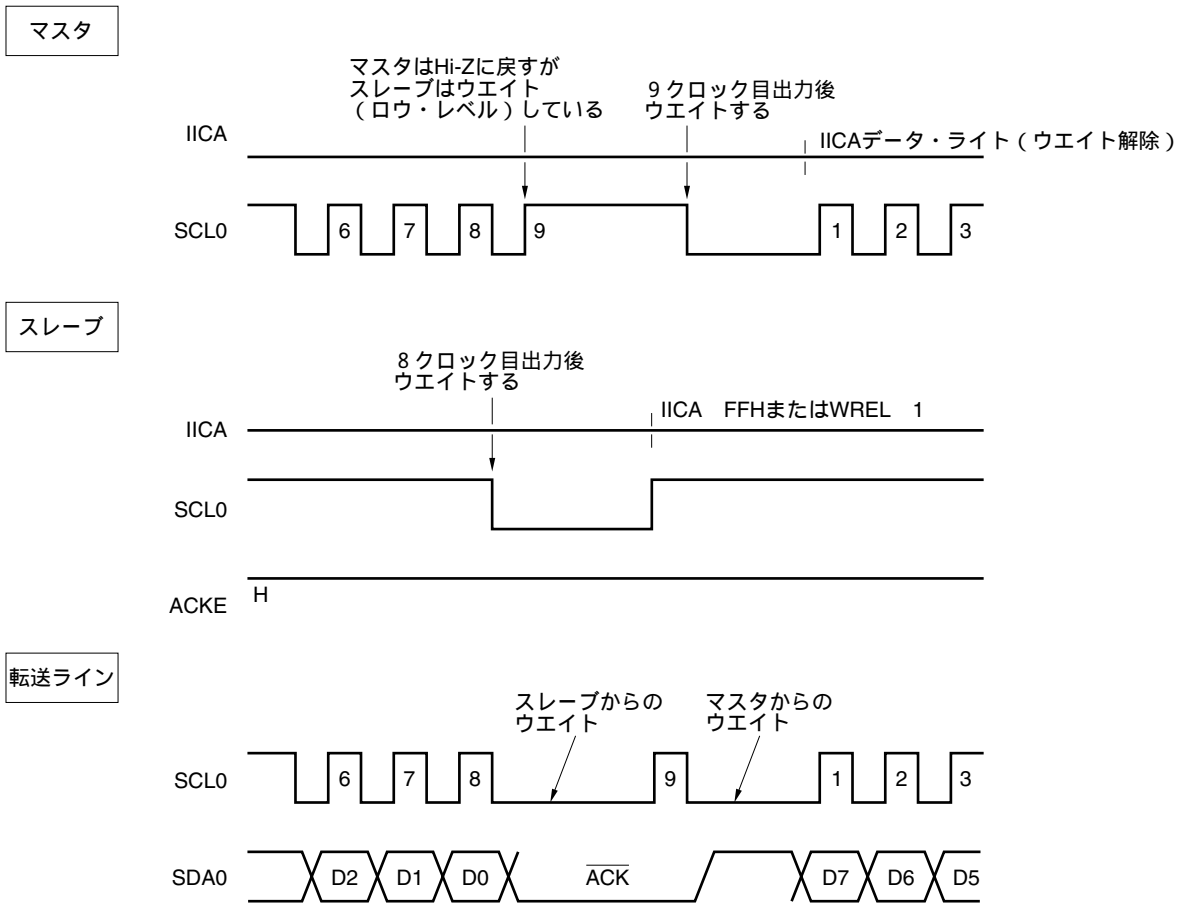 マスタ
マスタはHi-Zに戻すが
スレーブはウエイト
（ロウ・レベル）している
9クロック目出力後
ウエイトする
IICA
IICAデータ・ライト（ウエイト解除）
SCL0
6 7 8 9 1 2 3
スレーブ
8クロック目出力後
ウエイトする
IICA FFHまたはWREL 1
IICA
SCL0
H
ACKE
転送ライン
スレーブからの
ウエイト
マスタからの
ウエイト
SCL0
6 7 8 9 1 2 3
SDA0
D2 D1 D0 ACK D7 D6 D5